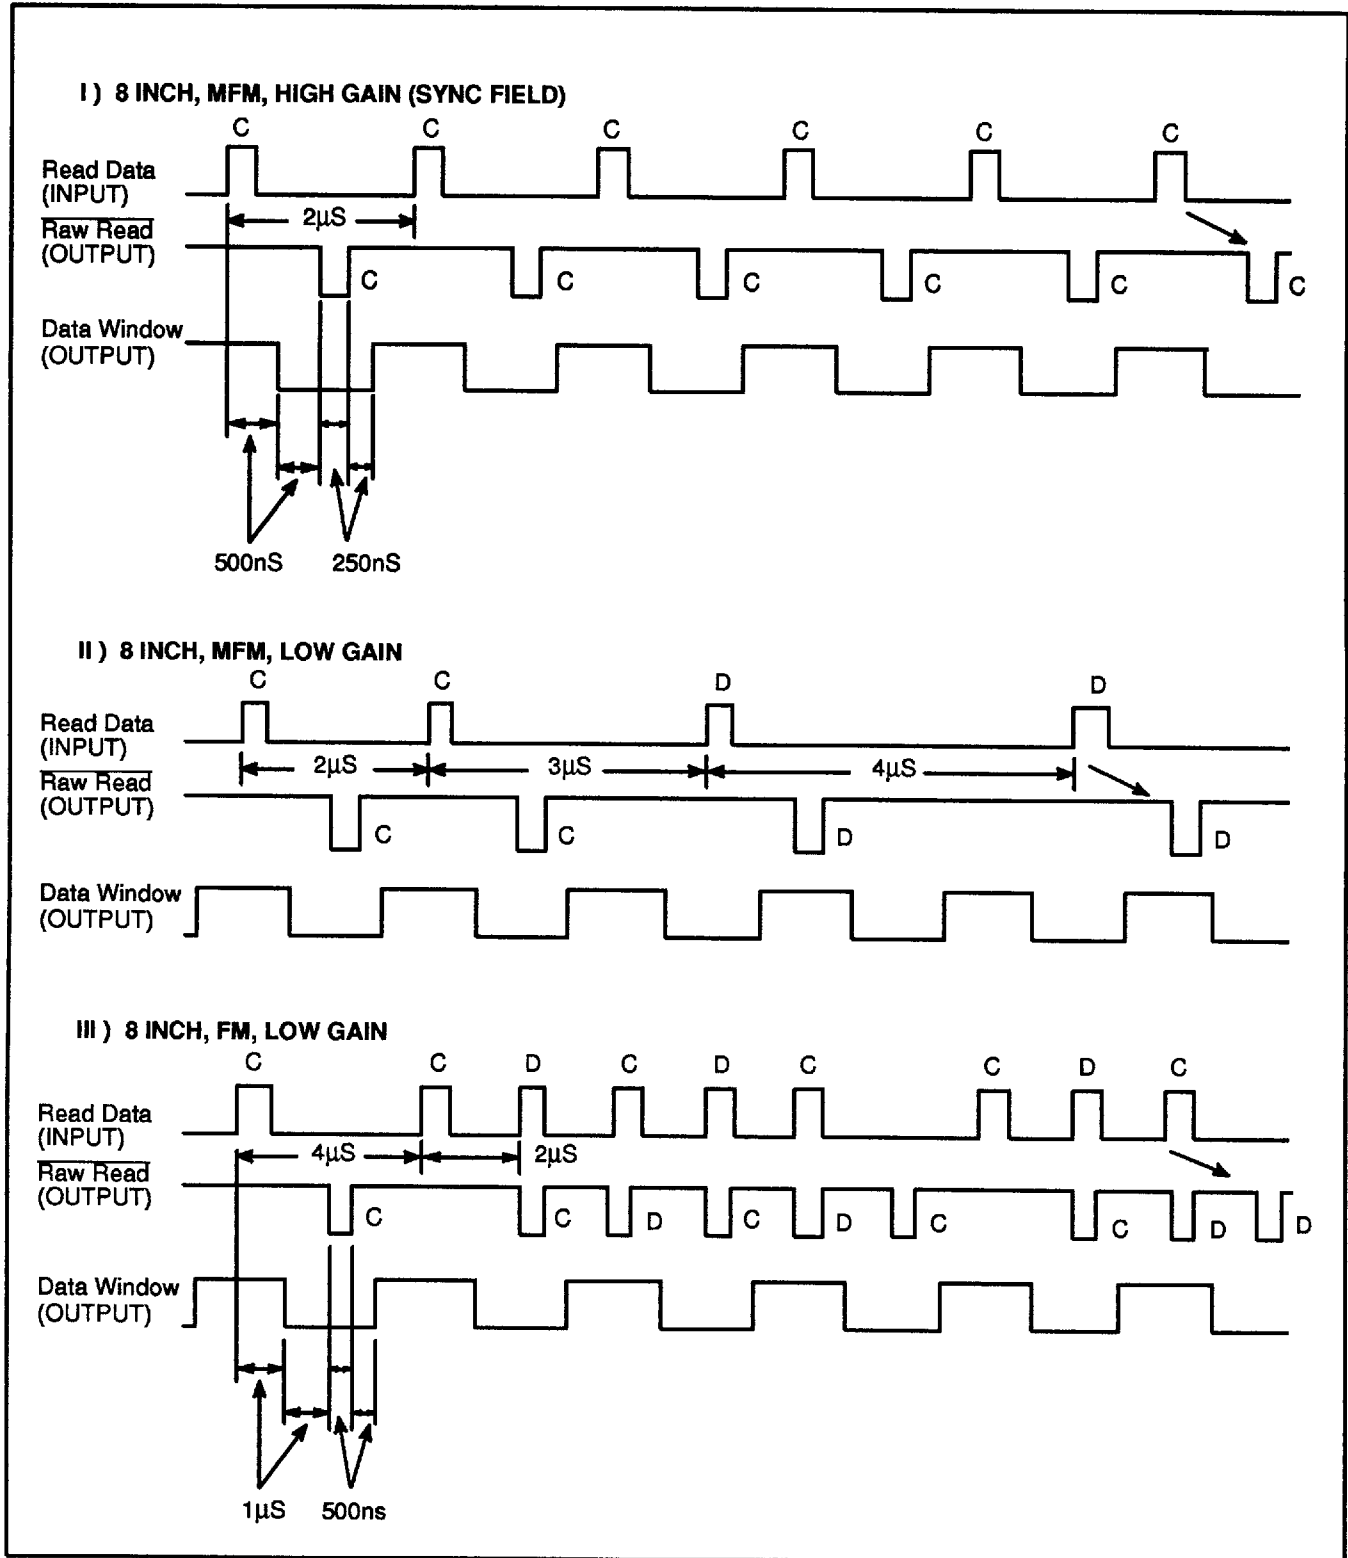 I ) 8 INCH, MFM, HIGH GAIN (SYNC FIELD)
C C C C C C
Read Data
(INPUT)
2µS
Raw Read
(OUTPUT)
C C C C C C
Data Window
(OUTPUT)
500nS 250nS
II ) 8 INCH, MFM, LOW GAIN
C C D D
Read Data
(INPUT)
2µS 3µS 4µS
Raw Read
(OUTPUT)
C C D D
Data Window
(OUTPUT)
III ) 8 INCH, FM, LOW GAIN
C C D C D C C D C
Read Data
(INPUT)
4µS 2µS
Raw Read
(OUTPUT)
C C D C D C C D D
Data Window
(OUTPUT)
1µS 500ns